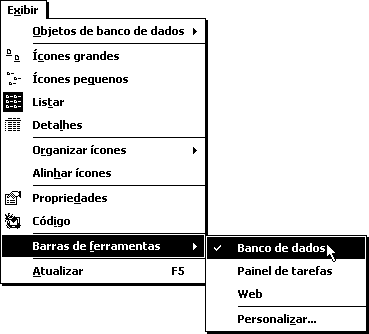 Exibir
Objetos de banco de dados
Ícones grandes
Ícones pequenos
Listar
Detalhes
Organizar ícones
Alinhar ícones
Propriedades
Código
Barras de ferramentas
Atualizar F5
Banco de dados
Painel de tarefas
Web
Personalizar...